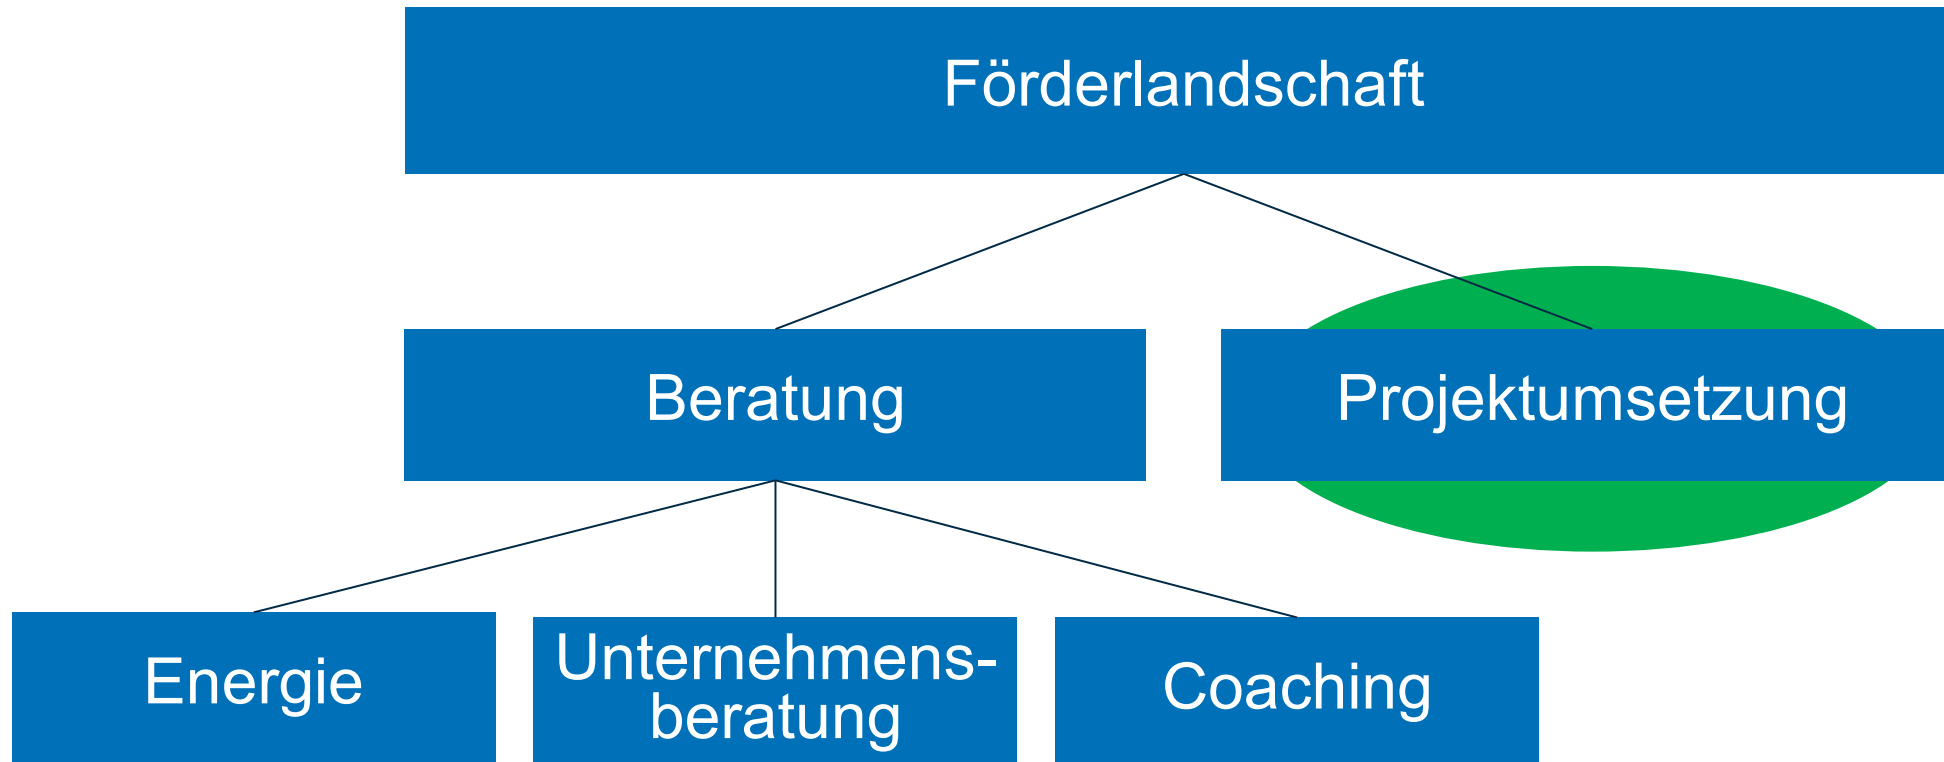 Förderlandschaft
Beratung
Projektumsetzung
Energie
Unternehmens-
beratung
Coaching